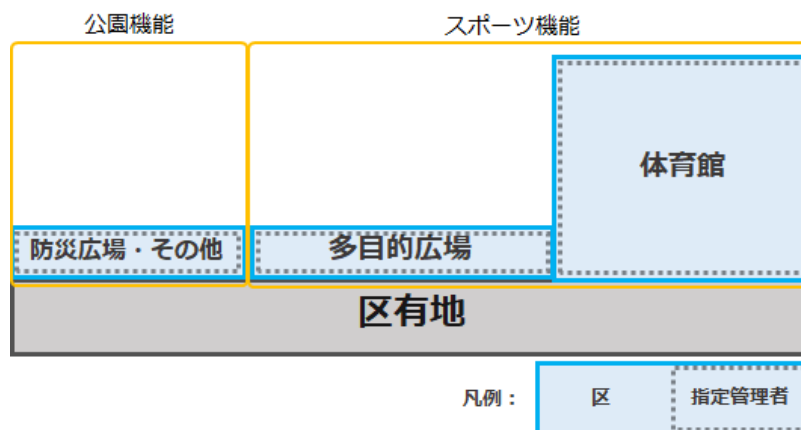 公園機能
スポーツ機能
体育館
防災広場・その他
多目的広場
区有地
凡例：
区
指定管理者